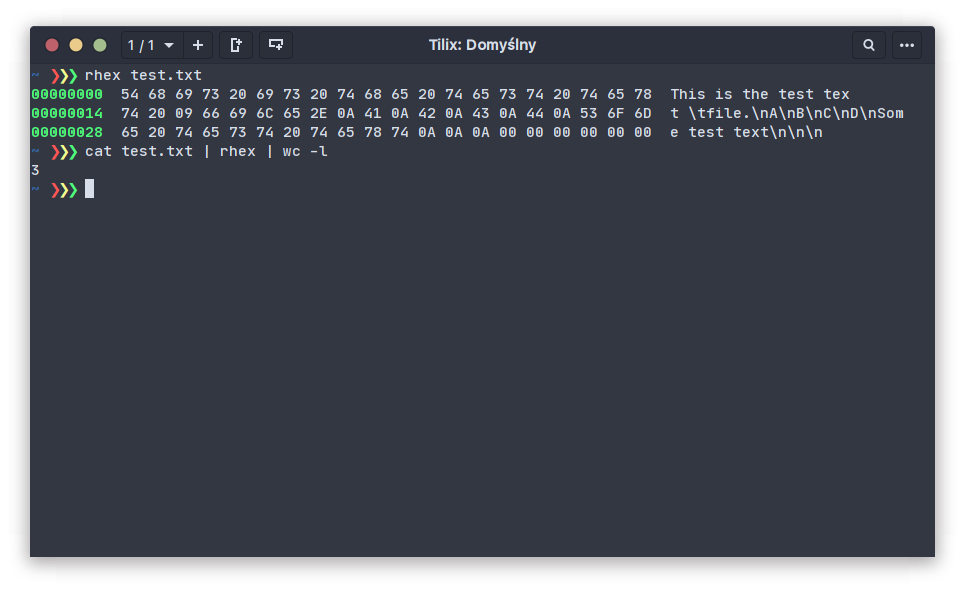 1 / 1
Tilix: Domyślny
~ ❯❯❯ rhex test.txt
00000000  54 68 69 73 20 69 73 20 74 68 65 20 74 65 73 74 20 74 65 78  This is the test tex
00000014  74 20 09 66 69 6C 65 2E 0A 41 0A 42 0A 43 0A 44 0A 53 6F 6D  t \tfile.\nA\nB\nC\nD\nSom
00000028  65 20 74 65 73 74 20 74 65 78 74 0A 0A 0A 00 00 00 00 00 00  e test text\n\n\n
~ ❯❯❯ cat test.txt | rhex | wc -l
3
~ ❯❯❯